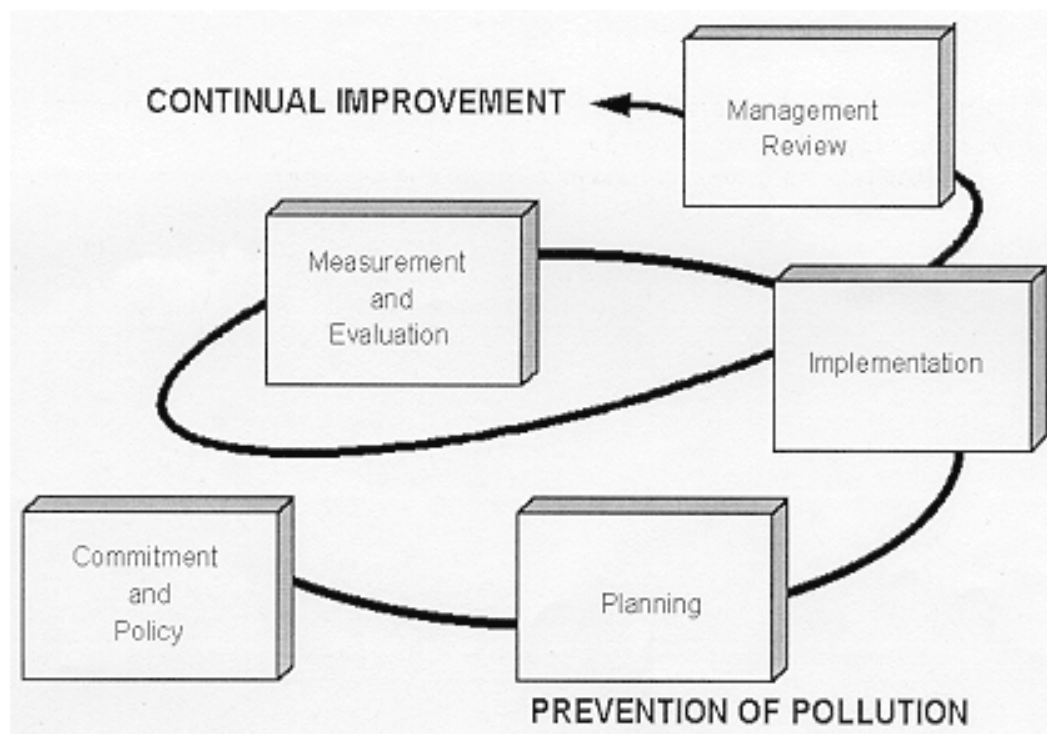 Management
Review
CONTINUAL IMPROVEMENT
Measurement
and
Evaluation
Implementation
Commitment
and
Policy
Planning
PREVENTION OF POLLUTION